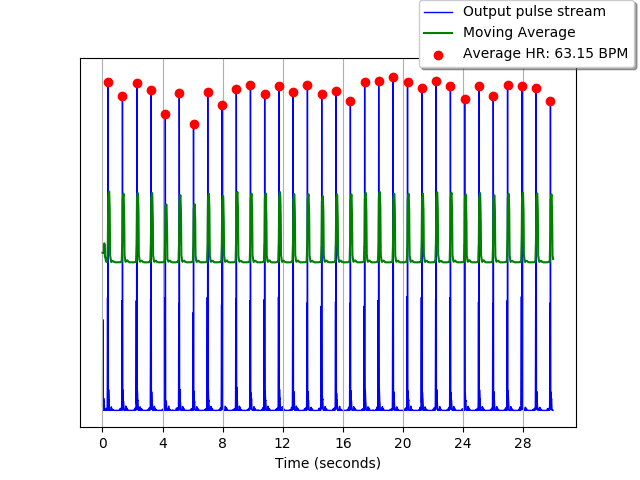 Output pulse stream
Moving Average
Average HR: 63.15 BPM
0 4 8 12 16 20 24 28
Time (seconds)